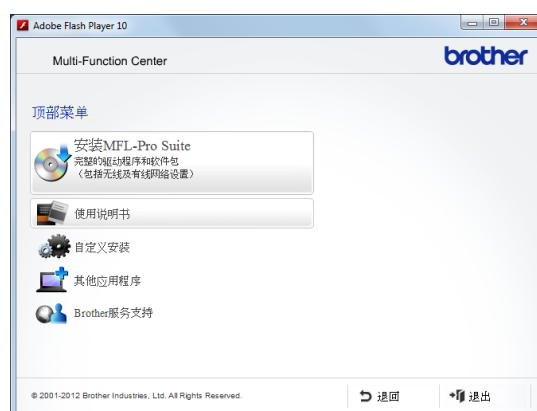 Adobe Flash Player 10
Multi-Function Center
brother
顶部菜单
安装MFL-Pro Suite
完整的驱动程序和软件包
（包括无线及有线网络设置）
使用说明书
自定义安装
其他应用程序
Brother服务支持
© 2001-2012 Brother Industries, Ltd. All Rights Reserved.
退回
退出